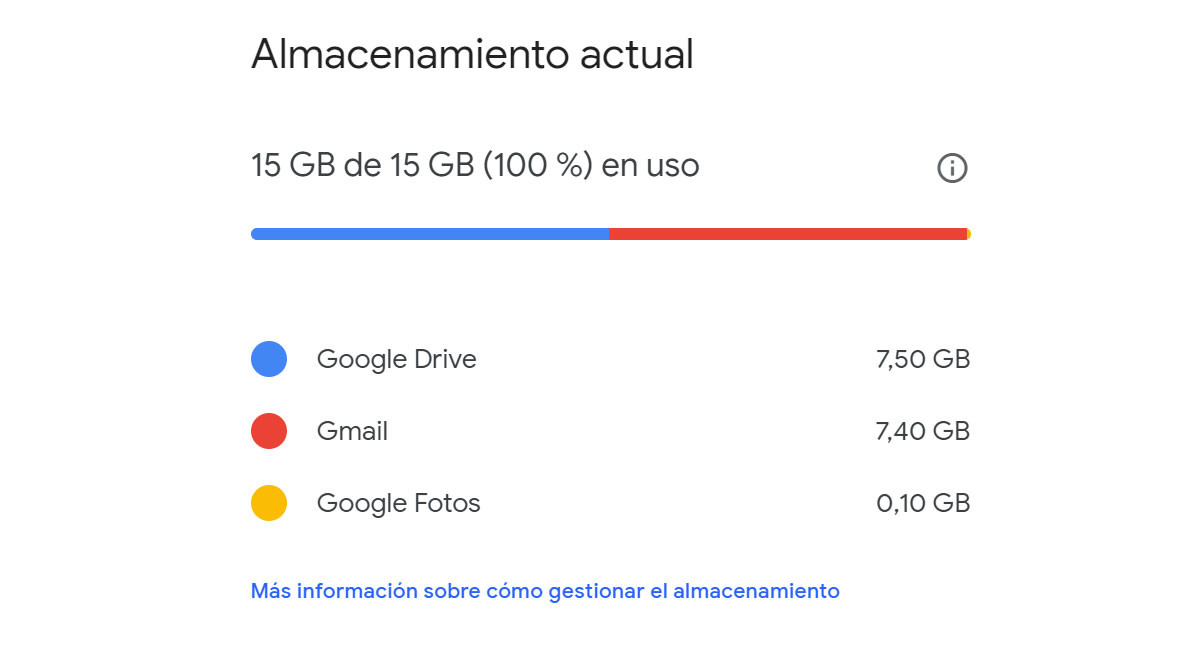 Almacenamiento actual
15 GB de 15 GB (100 %) en uso
Google Drive 7,50 GB
Gmail 7,40 GB
Google Fotos 0,10 GB
Más información sobre cómo gestionar el almacenamiento